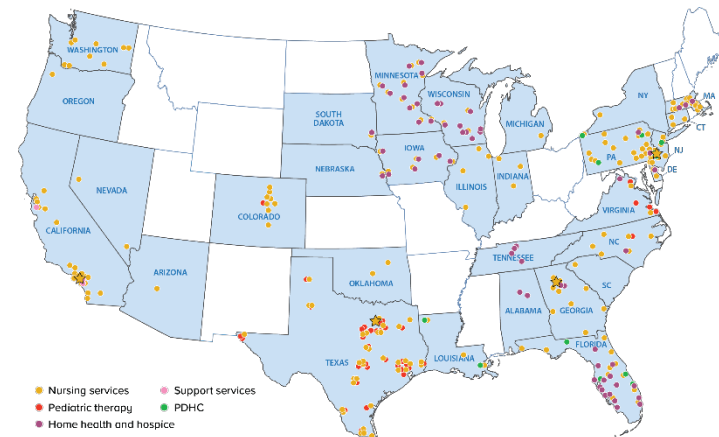 WASHINGTON
OREGON
CALIFORNIA
NEVADA
ARIZONA
COLORADO
SOUTH
DAKOTA
NEBRASKA
MINNESOTA
IOWA
WISCONSIN
ILLINOIS
MICHIGAN
INDIANA
OKLAHOMA
TEXAS
LOUISIANA
TENNESSEE
ALABAMA
GEORGIA
FLORIDA
SC
NC
VIRGINIA
DE
NJ
PA
NY
CT
MA
Nursing services
Support services
Pediatric therapy
PDHC
Home health and hospice